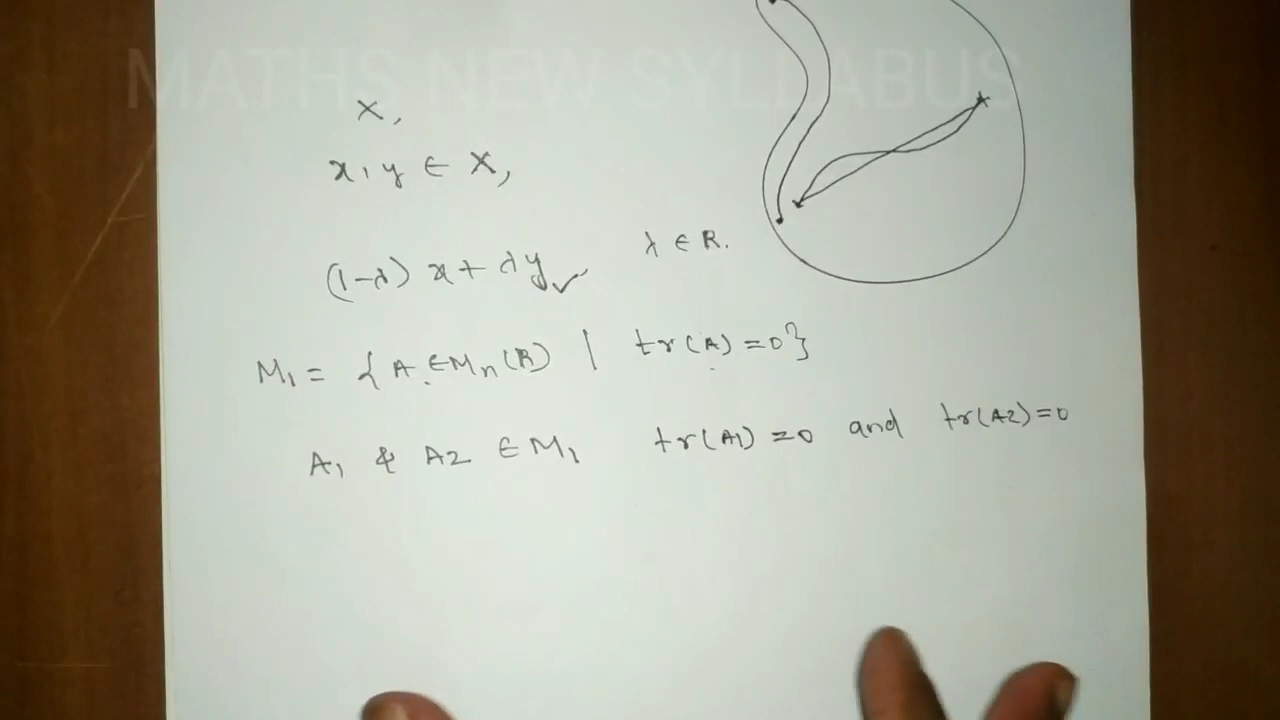 MATHS NEW SYLLABUS
X,
x, y ∈ X,
(1-λ) x + λy ✓ λ ∈ R.
M₁ = { A ∈ Mn(R) | tr(A) = 0 }
A₁ & A2 ∈ M₁ tr(A1) = 0 and tr(A2) = 0